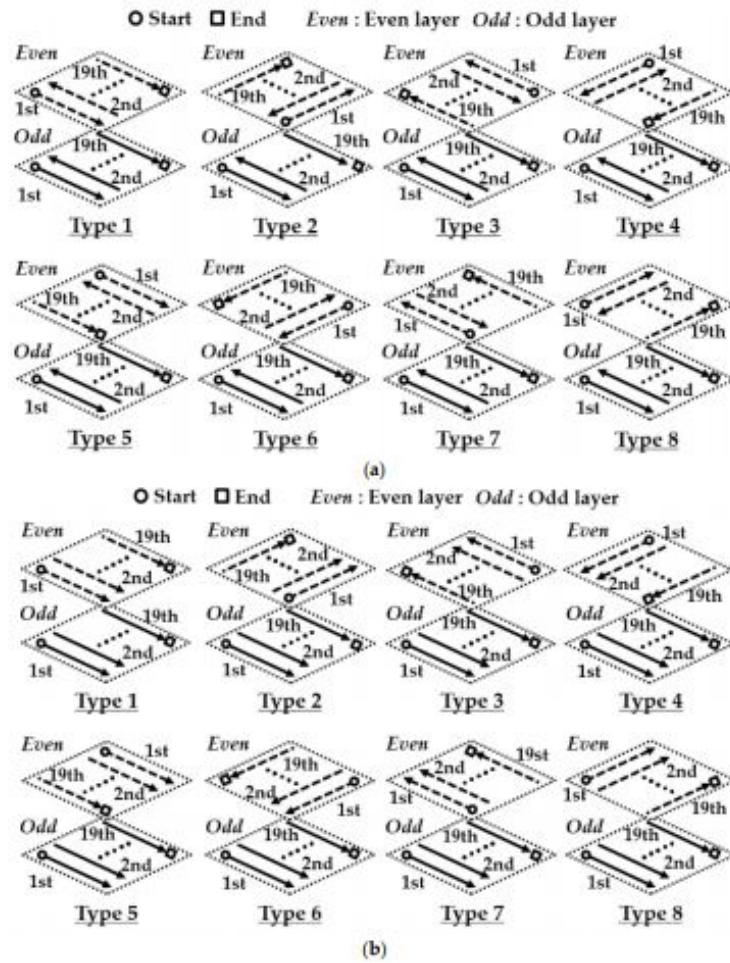 Start End Even : Even layer Odd : Odd layer
Even 19th Even Even 1st Even 1st
2nd 2nd 2nd
1st 19th 1st 19th 2nd 19th
Odd Odd 19th Odd Odd
19th 19th 19th
2nd 2nd 2nd 2nd
1st 1st 1st 1st
Type 1 Type 2 Type 3 Type 4
Even 1st Even 19th Even 19th Even
19th 2nd 2nd
2nd 2nd 1st 1st 1st 19th
Odd Odd Odd Odd
19th 19th 19th 19th
2nd 2nd 2nd 2nd
1st 1st 1st 1st
Type 5 Type 6 Type 7 Type 8
(a)
Start End Even : Even layer Odd : Odd layer
Even 19th Even Even 1st Even 1st
2nd 2nd
1st 2nd 19th 1st 19th 2nd 19th
Odd 19th Odd Odd Odd
19th 19th 19th
2nd 2nd 2nd 2nd
1st 1st 1st 1st
Type 1 Type 2 Type 3 Type 4
Even 1st Even 19th Even 19st Even
19th 2nd 2nd
2nd 2nd 1st 1st 1st 19th
Odd Odd Odd Odd
19th 19th 19th 19th
2nd 2nd 2nd 2nd
1st 1st 1st 1st
Type 5 Type 6 Type 7 Type 8
(b)